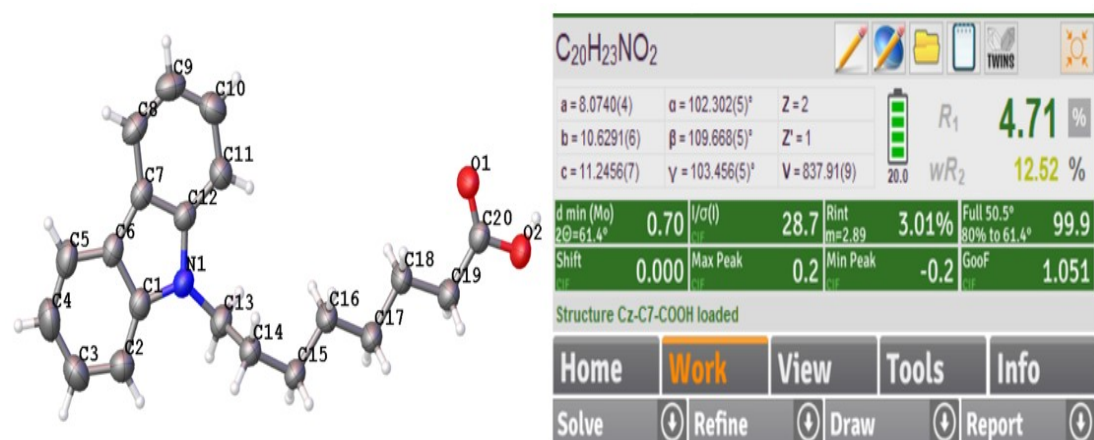 C9
C10
C8
C11
C7
C12
C6
C5
N1
C1
C4
C13
C2
C3
C14
C15
C16
C17
C18
C19
O1
C20
O2
C20H23NO2
TWINS
a = 8.0740(4) α = 102.302(5)° Z = 2
b = 10.6291(6) β = 109.668(5)° Z' = 1
c = 11.2456(7) γ = 103.456(5)° V = 837.91(9)
20.0
R1 4.71 %
wR2 12.52 %
d min (Mo) 2Θ=61.4° 0.70 I/σ(I) CIF 28.7 Rint m=2.89 3.01% Full 50.5° 80% to 61.4° 99.9
Shift CIF 0.000 Max Peak CIF 0.2 Min Peak CIF -0.2 GooF CIF 1.051
Structure Cz-C7-COOH loaded
Home Work View Tools Info
Solve Refine Draw Report